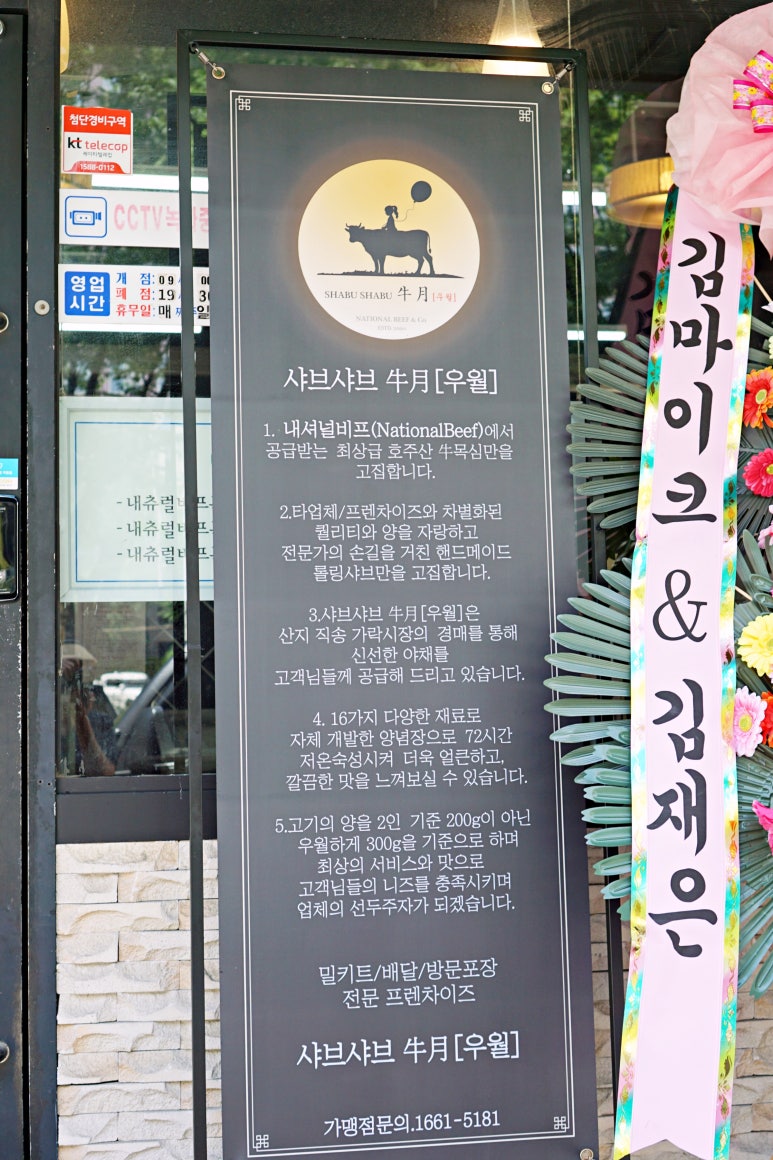 첨단경비구역
kt telecop
케이티텔레캅
1588-0112
CCTV녹화중
영업
시간
개 점:09
폐 점:19
휴무일:매
-내츄럴비프
-내츄럴비프
-내츄럴비프
SHABU SHABU 牛月[우월]
NATIONAL BEEF & Co
샤브샤브 牛月[우월]
1. 내셔널비프(NationalBeef)에서
공급받는 최상급 호주산 牛목심만을
고집합니다.
2.타업체/프렌차이즈와 차별화된
퀄리티와 양을 자랑하고
전문가의 손길을 거친 핸드메이드
롤링샤브만을 고집합니다.
3.샤브샤브 牛月[우월]은
산지 직송 가락시장의 경매를 통해
신선한 야채를
고객님들께 공급해 드리고 있습니다.
4. 16가지 다양한 재료로
자체 개발한 양념장으로 72시간
저온숙성시켜 더욱 얼큰하고,
깔끔한 맛을 느껴보실 수 있습니다.
5.고기의 양을 2인 기준 200g이 아닌
우월하게 300g을 기준으로 하며
최상의 서비스와 맛으로
고객님들의 니즈를 충족시키며
업체의 선두주자가 되겠습니다.
밀키트/배달/방문포장
전문 프렌차이즈
샤브샤브 牛月[우월]
가맹점문의.1661-5181
김마이크 & 김재은